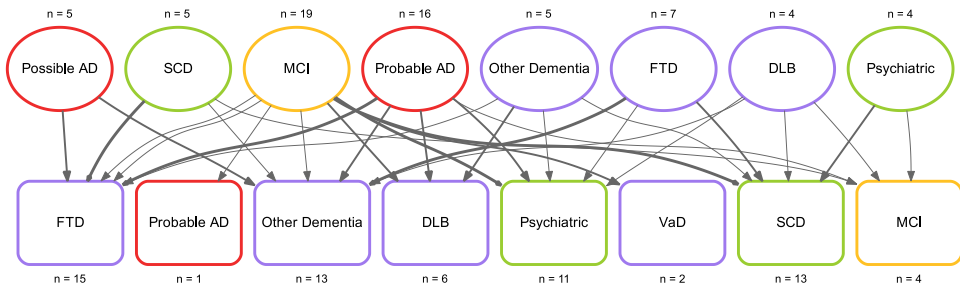 n = 5 n = 5 n = 19 n = 16 n = 5 n = 7 n = 4 n = 4
Possible AD SCD MCI Probable AD Other Dementia FTD DLB Psychiatric
FTD Probable AD Other Dementia DLB Psychiatric VaD SCD MCI
n = 15 n = 1 n = 13 n = 6 n = 11 n = 2 n = 13 n = 4